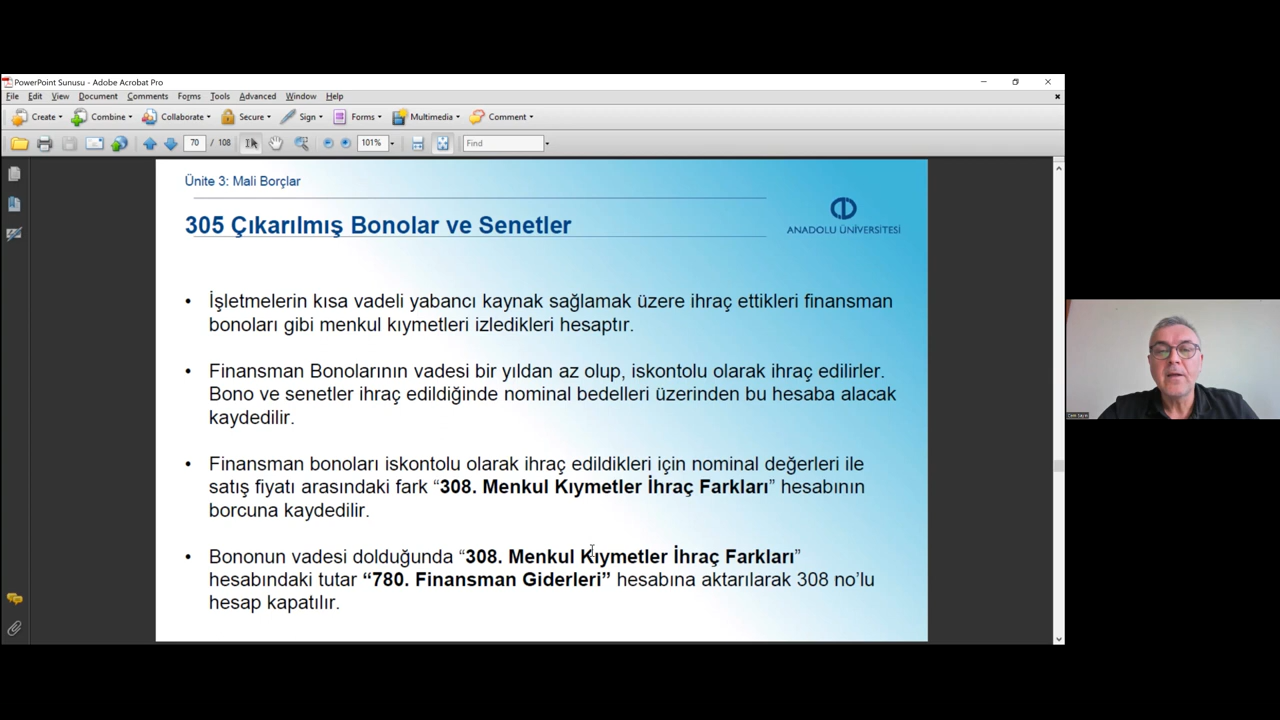 PowerPoint Sunusu - Adobe Acrobat Pro
File Edit View Document Comments Forms Tools Advanced Window Help
Create Combine Collaborate Secure Sign Forms Multimedia Comment
70 / 108 101% Find
Ünite 3: Mali Borçlar
305 Çıkarılmış Bonolar ve Senetler
ANADOLU ÜNİVERSİTESİ
• İşletmelerin kısa vadeli yabancı kaynak sağlamak üzere ihraç ettikleri finansman
bonoları gibi menkul kıymetleri izledikleri hesaptır.
• Finansman Bonolarının vadesi bir yıldan az olup, iskontolu olarak ihraç edilirler.
Bono ve senetler ihraç edildiğinde nominal bedelleri üzerinden bu hesaba alacak
kaydedilir.
• Finansman bonoları iskontolu olarak ihraç edildikleri için nominal değerleri ile
satış fiyatı arasındaki fark “308. Menkul Kıymetler İhraç Farkları” hesabının
borcuna kaydedilir.
• Bononun vadesi dolduğunda “308. Menkul Kıymetler İhraç Farkları”
hesabındaki tutar “780. Finansman Giderleri” hesabına aktarılarak 308 no’lu
hesap kapatılır.